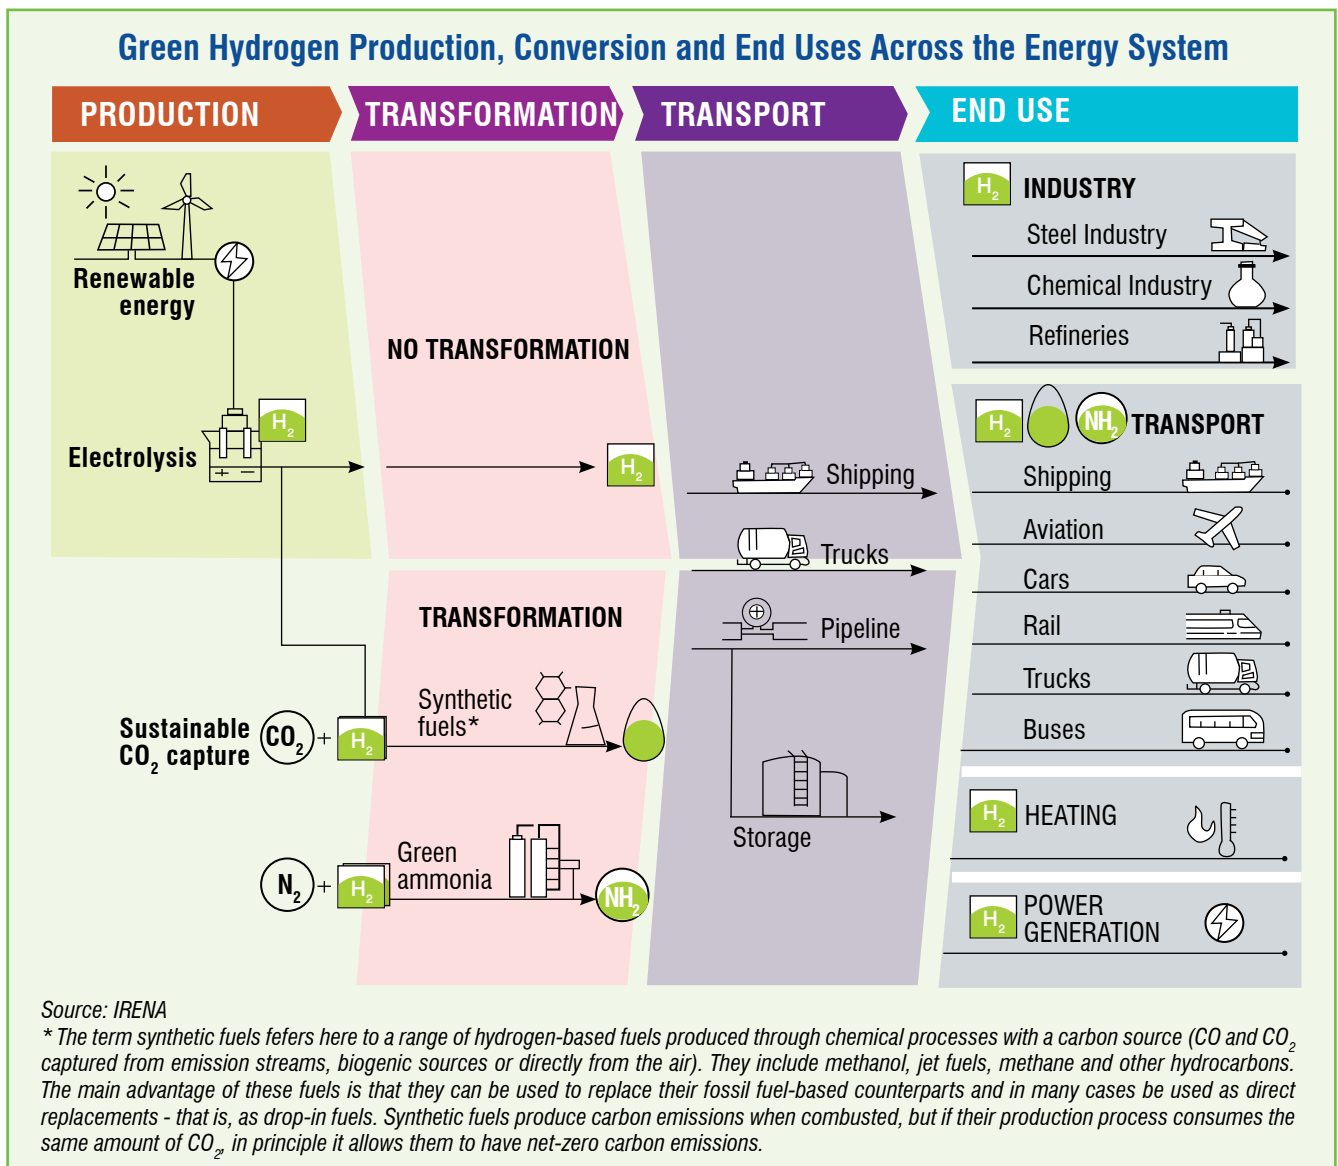 Green Hydrogen Production, Conversion and End Uses Across the Energy System
PRODUCTION
TRANSFORMATION
TRANSPORT
END USE
Renewable
energy
H2
Electrolysis
+ −
NO TRANSFORMATION
H2
TRANSFORMATION
Sustainable
CO2 capture
CO2
+
H2
Synthetic
fuels*
N2
+
H2
Green
ammonia
NH2
Shipping
Trucks
Pipeline
Storage
H2
INDUSTRY
Steel Industry
Chemical Industry
Refineries
H2
NH2
TRANSPORT
Shipping
Aviation
Cars
Rail
Trucks
Buses
H2
HEATING
H2
POWER
GENERATION
Source: IRENA
* The term synthetic fuels fefers here to a range of hydrogen-based fuels produced through chemical processes with a carbon source (CO and CO2
captured from emission streams, biogenic sources or directly from the air). They include methanol, jet fuels, methane and other hydrocarbons.
The main advantage of these fuels is that they can be used to replace their fossil fuel-based counterparts and in many cases be used as direct
replacements - that is, as drop-in fuels. Synthetic fuels produce carbon emissions when combusted, but if their production process consumes the
same amount of CO2, in principle it allows them to have net-zero carbon emissions.